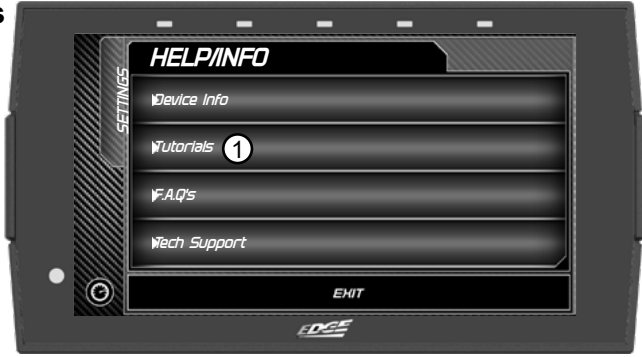 s
HELP/INFO
SETTINGS
Device Info
Tutorials 1
F.A.Q's
Tech Support
EXIT
EDGE